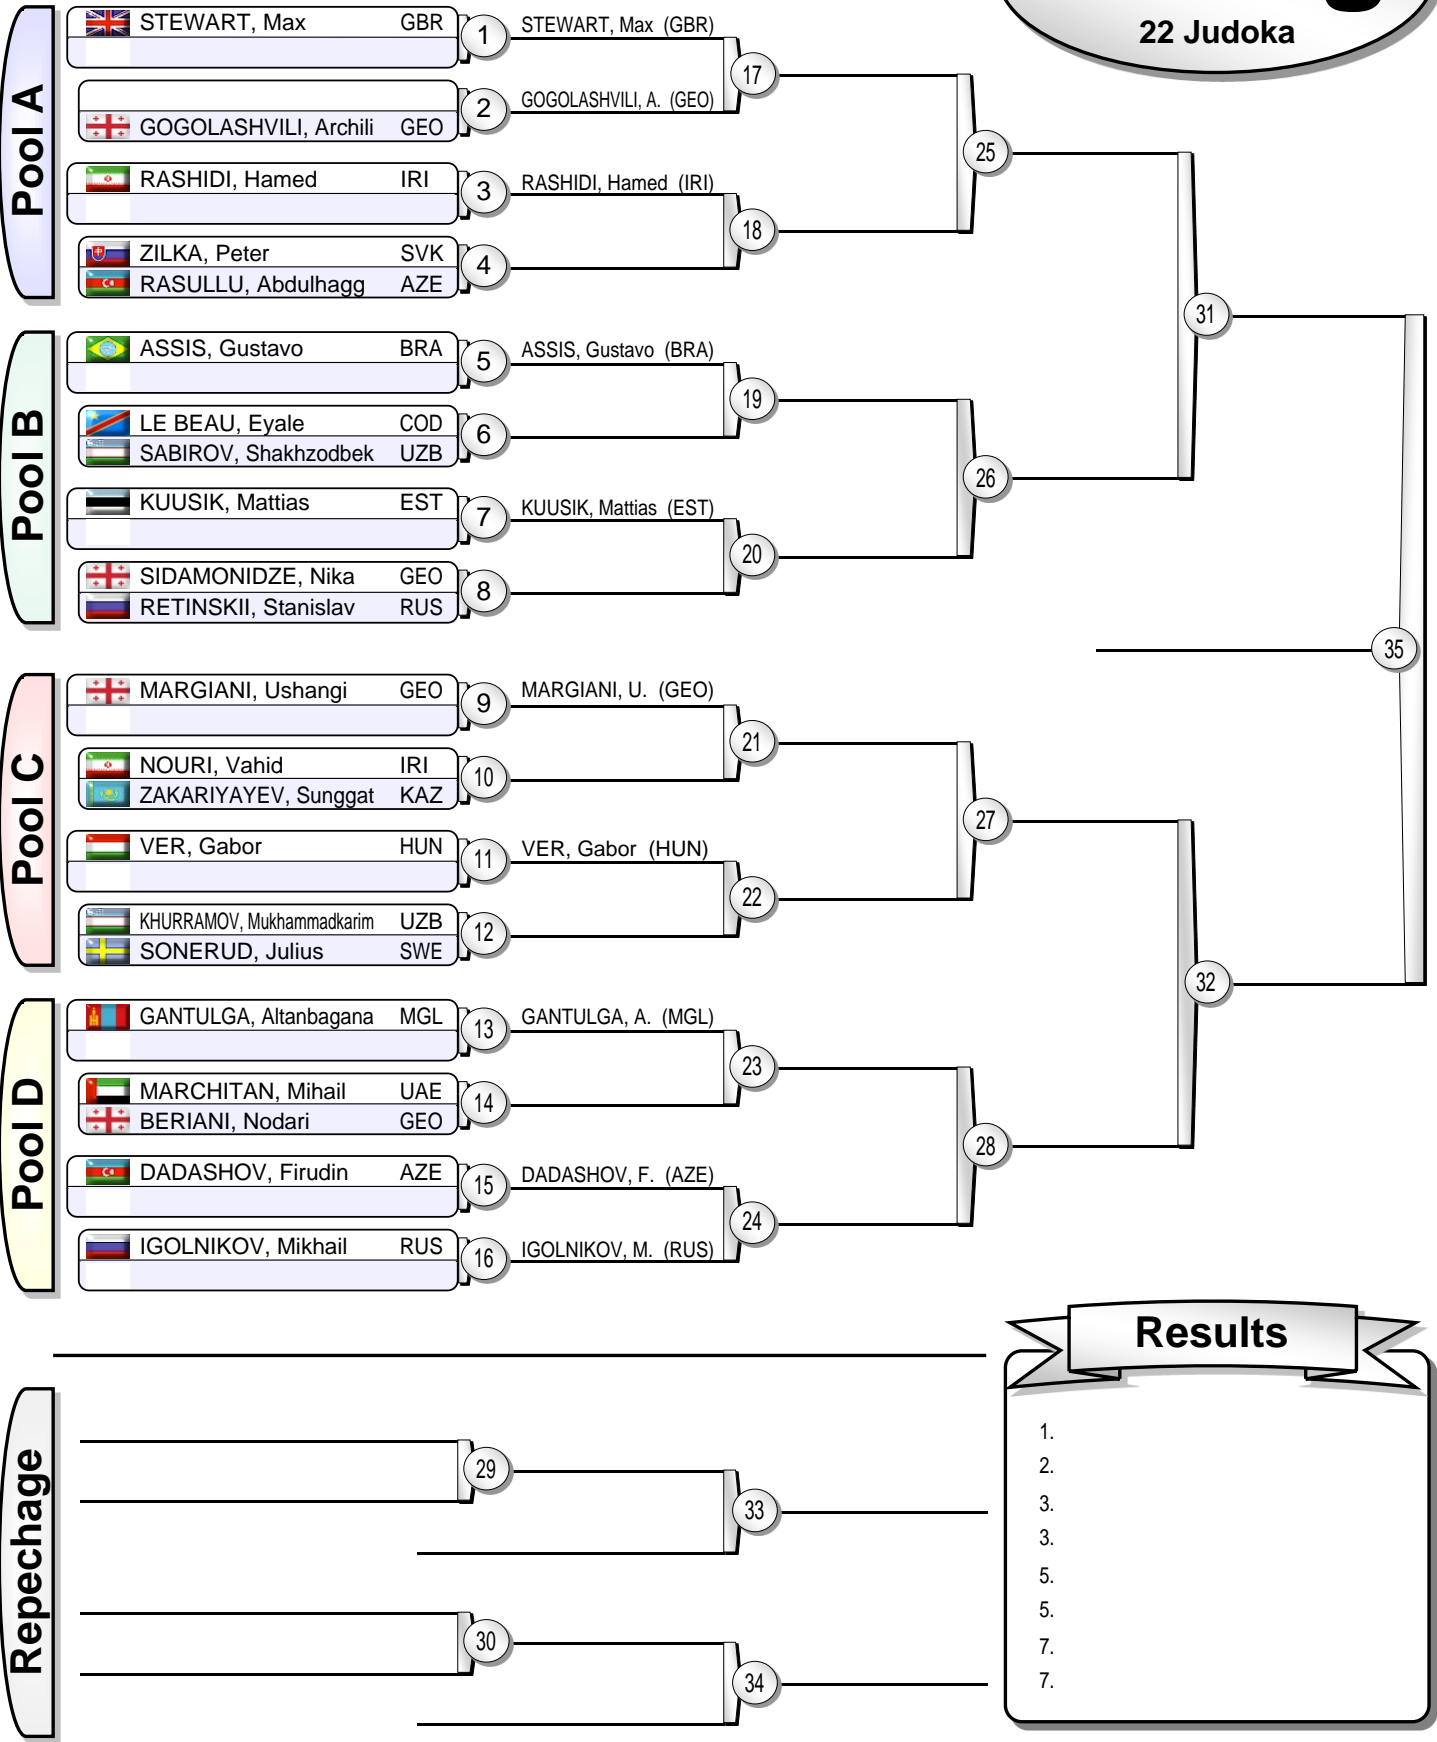 22 Judoka
Pool A
STEWART, Max GBR
1
STEWART, Max (GBR)
17
2
GOGOLASHVILI, A. (GEO)
GOGOLASHVILI, Archili GEO
25
RASHIDI, Hamed IRI
3
RASHIDI, Hamed (IRI)
18
ZILKA, Peter SVK
4
RASULLU, Abdulhagg AZE
31
Pool B
ASSIS, Gustavo BRA
5
ASSIS, Gustavo (BRA)
19
LE BEAU, Eyale COD
6
SABIROV, Shakhzodbek UZB
26
KUUSIK, Mattias EST
7
KUUSIK, Mattias (EST)
20
SIDAMONIDZE, Nika GEO
8
RETINSKII, Stanislav RUS
35
Pool C
MARGIANI, Ushangi GEO
9
MARGIANI, U. (GEO)
21
NOURI, Vahid IRI
10
ZAKARIYAYEV, Sunggat KAZ
27
VER, Gabor HUN
11
VER, Gabor (HUN)
22
KHURRAMOV, Mukhammadkarim UZB
12
SONERUD, Julius SWE
32
Pool D
GANTULGA, Altanbagana MGL
13
GANTULGA, A. (MGL)
23
MARCHITAN, Mihail UAE
14
BERIANI, Nodari GEO
28
DADASHOV, Firudin AZE
15
DADASHOV, F. (AZE)
24
IGOLNIKOV, Mikhail RUS
16
IGOLNIKOV, M. (RUS)
Repechage
29
33
30
34
Results
1.
2.
3.
3.
5.
5.
7.
7.